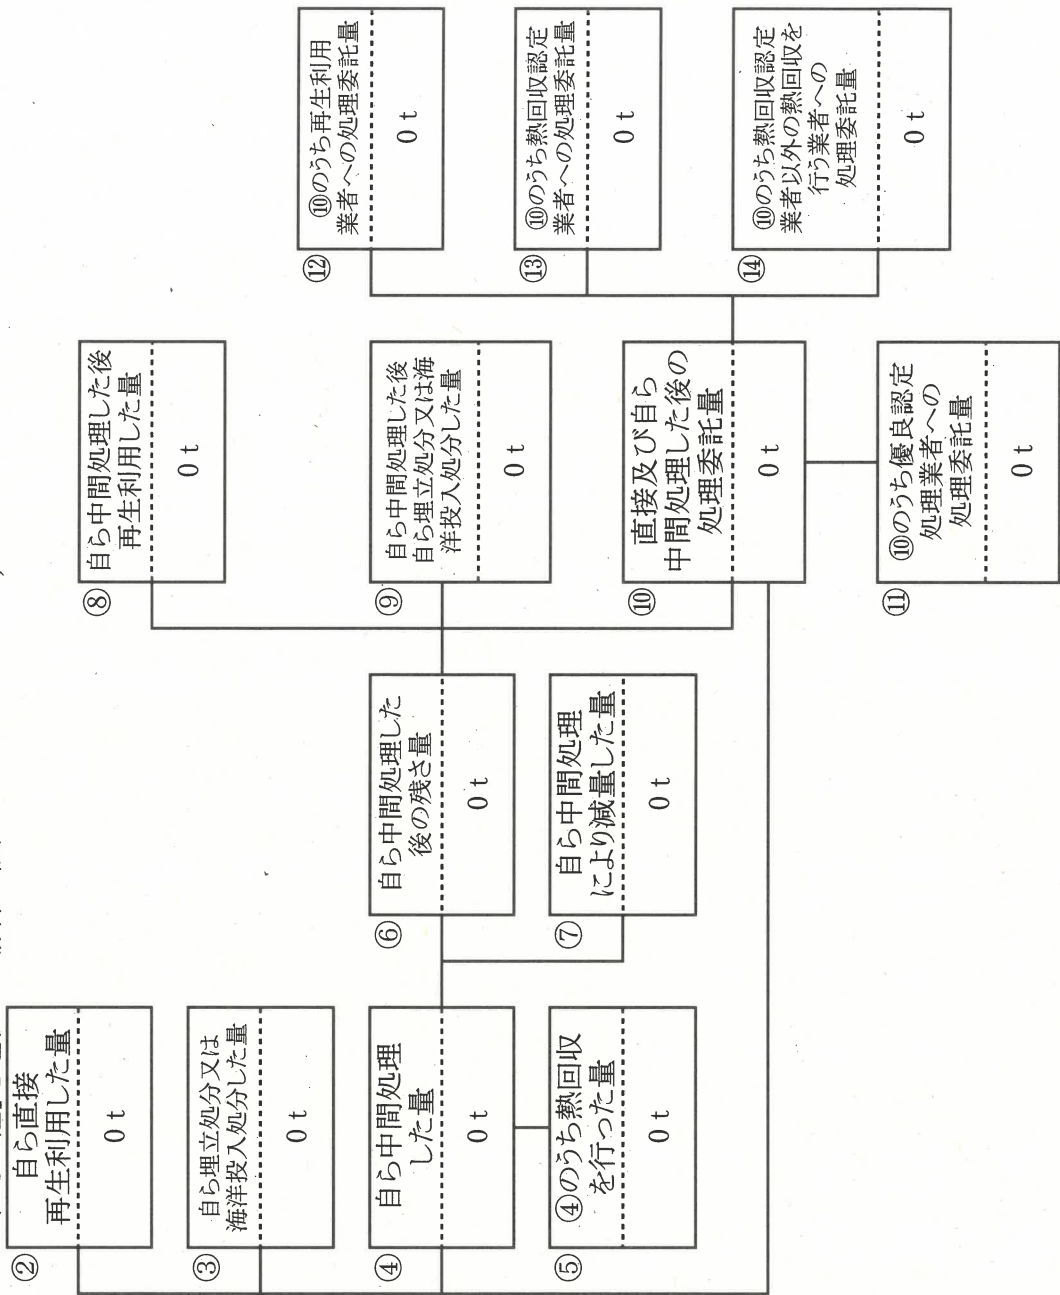 ②
自ら直接
再生利用した量
0 t
③
自ら埋立処分又は
海洋投入処分した量
0 t
④
自ら中間処理
した量
0 t
⑤
④のうち熱回収
を行った量
0 t
⑥
自ら中間処理した
後の残さ量
0 t
⑦
自ら中間処理
により減量した量
0 t
⑧
自ら中間処理した後
再生利用した量
0 t
⑨
自ら中間処理した後
自ら埋立処分又は海
洋投入処分した量
0 t
⑩
直接及び自ら
中間処理した後の
処理委託量
0 t
⑪
⑩のうち優良認定
処理業者への
処理委託量
0 t
⑫
⑩のうち再生利用
業者への処理委託量
0 t
⑬
⑩のうち熱回収認定
業者への処理委託量
0 t
⑭
⑩のうち熱回収認定
業者以外の熱回収を
行う業者への
処理委託量
0 t